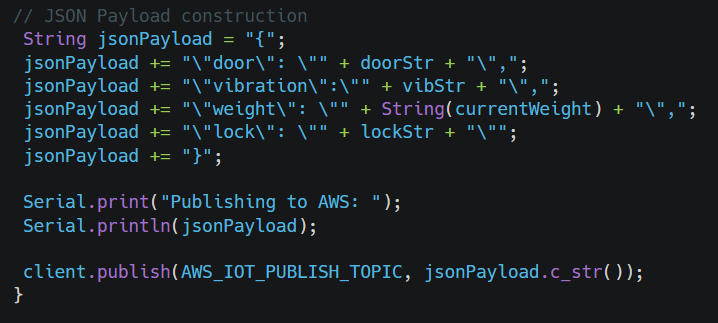 // JSON Payload construction
String jsonPayload = "{";
jsonPayload += "\"door\": \"" + doorStr + "\",";
jsonPayload += "\"vibration\":\"" + vibStr + "\",";
jsonPayload += "\"weight\": \"" + String(currentWeight) + "\",";
jsonPayload += "\"lock\": \"" + lockStr + "\"";
jsonPayload += "}";
Serial.print("Publishing to AWS: ");
Serial.println(jsonPayload);
client.publish(AWS_IOT_PUBLISH_TOPIC, jsonPayload.c_str());
}